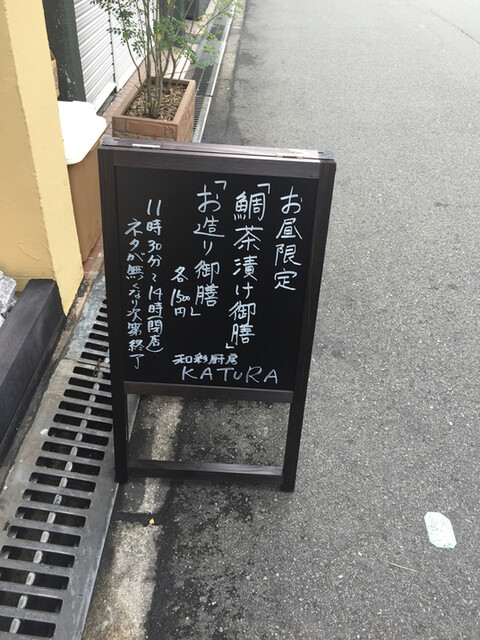 お昼限定
「鯛茶漬け御膳」
「お造り御膳」
各1500円
11時30分〜14時(閉店)
ネタが無くなり次第終了
和彩厨房
KATURA